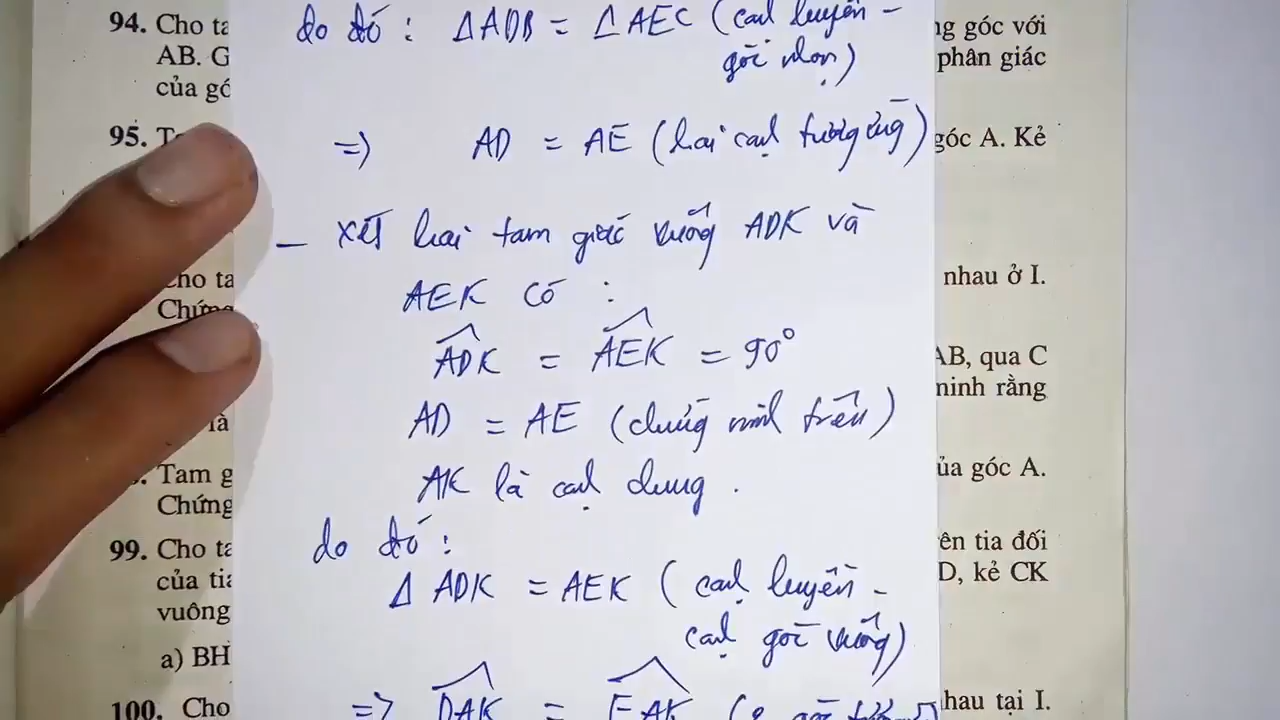 94. Cho ta
AB. G
của gó
95. T
Cho ta
Chứng
là
Tam g
Chứng
99. Cho ta
của tia
vuông
a) BH
100. Cho
do đó : ΔADB = ΔAEC (cạnh huyền -
góc nhọn)
=> AD = AE (hai cạnh tương ứng)
- xét hai tam giác vuông ADK và
AEK có :
ADK = AEK = 90°
AD = AE (chứng minh trên)
AK là cạnh chung .
do đó :
Δ ADK = AEK ( cạnh huyền -
cạnh góc vuông)
=> DAK = EAK
ng góc với
phân giác
góc A. Kẻ
nhau ở I.
AB, qua C
minh rằng
ủa góc A.
ên tia đối
D, kẻ CK
hau tại I.